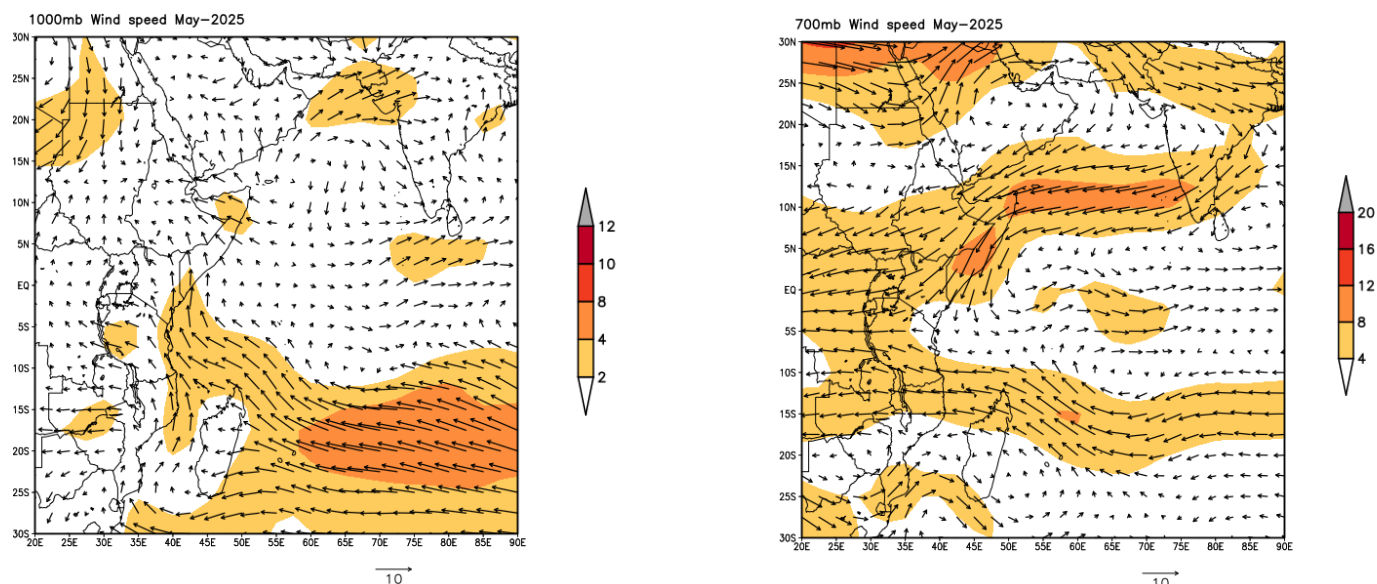 1000mb Wind speed May-2025
30N
25N
20N
15N
10N
5N
EQ
5S
10S
15S
20S
25S
30S
20E 25E 30E 35E 40E 45E 50E 55E 60E 65E 70E 75E 80E 85E 90E
10
12
10
8
4
2
700mb Wind speed May-2025
30N
25N
20N
15N
10N
5N
EQ
5S
10S
15S
20S
25S
30S
20E 25E 30E 35E 40E 45E 50E 55E 60E 65E 70E 75E 80E 85E 90E
10
20
16
12
8
4